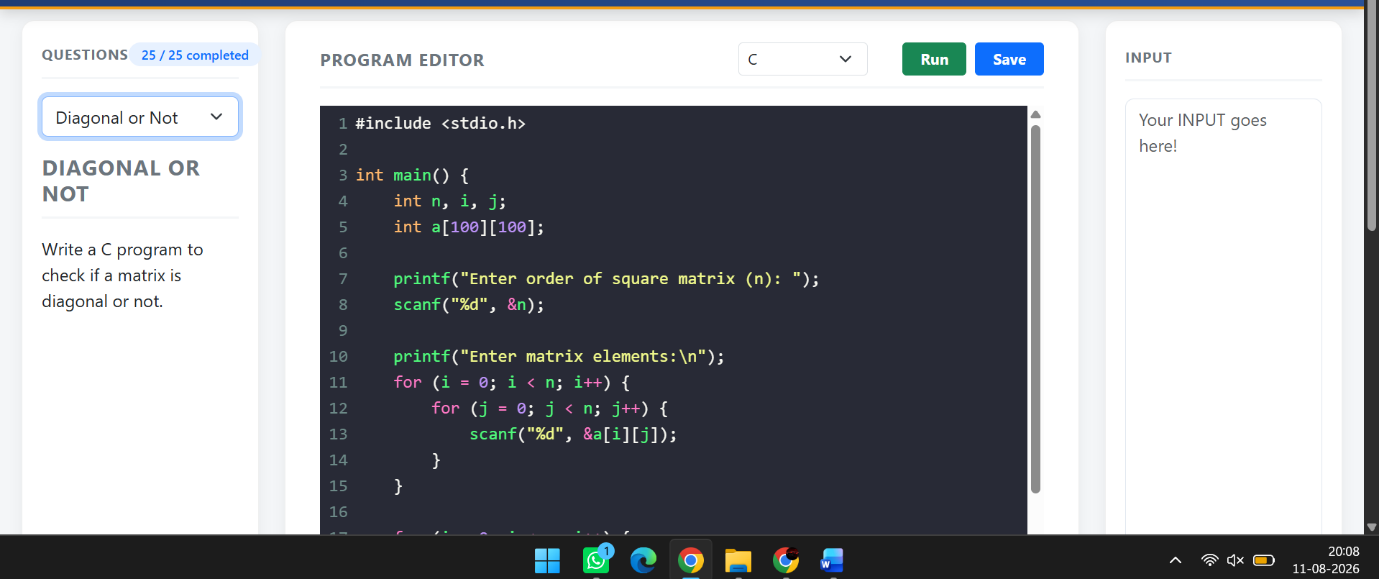 QUESTIONS 25 / 25 completed
Diagonal or Not
DIAGONAL OR
NOT
Write a C program to
check if a matrix is
diagonal or not.
PROGRAM EDITOR
C
Run
Save
1 #include <stdio.h>
2
3 int main() {
4     int n, i, j;
5     int a[100][100];
6
7     printf("Enter order of square matrix (n): ");
8     scanf("%d", &n);
9
10     printf("Enter matrix elements:\n");
11     for (i = 0; i < n; i++) {
12         for (j = 0; j < n; j++) {
13             scanf("%d", &a[i][j]);
14         }
15     }
16
INPUT
Your INPUT goes
here!
1
W
20:08
11-08-2026